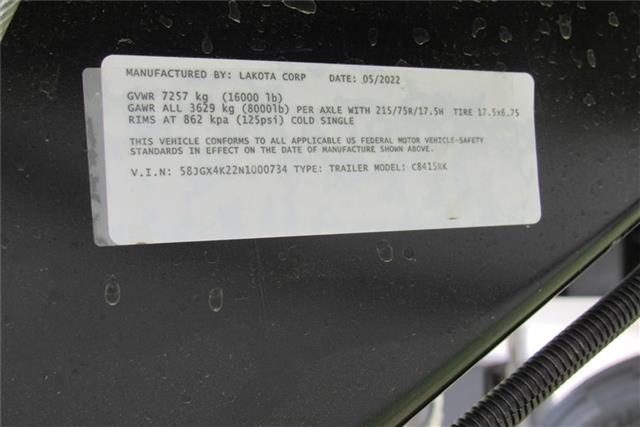 MANUFACTURED BY: LAKOTA CORP DATE: 05/2022
GVWR 7257 kg (16000 lb)
GAWR ALL 3629 kg (8000lb) PER AXLE WITH 215/75R/17.5H TIRE 17.5x6.75
RIMS AT 862 kpa (125psi) COLD SINGLE
THIS VEHICLE CONFORMS TO ALL APPLICABLE US FEDERAL MOTOR VEHICLE-SAFETY
STANDARDS IN EFFECT ON THE DATE OF MANUFACTURE SHOWN ABOVE.
V.I.N: 58JGX4K22N1000734 TYPE: TRAILER MODEL: C8415RK